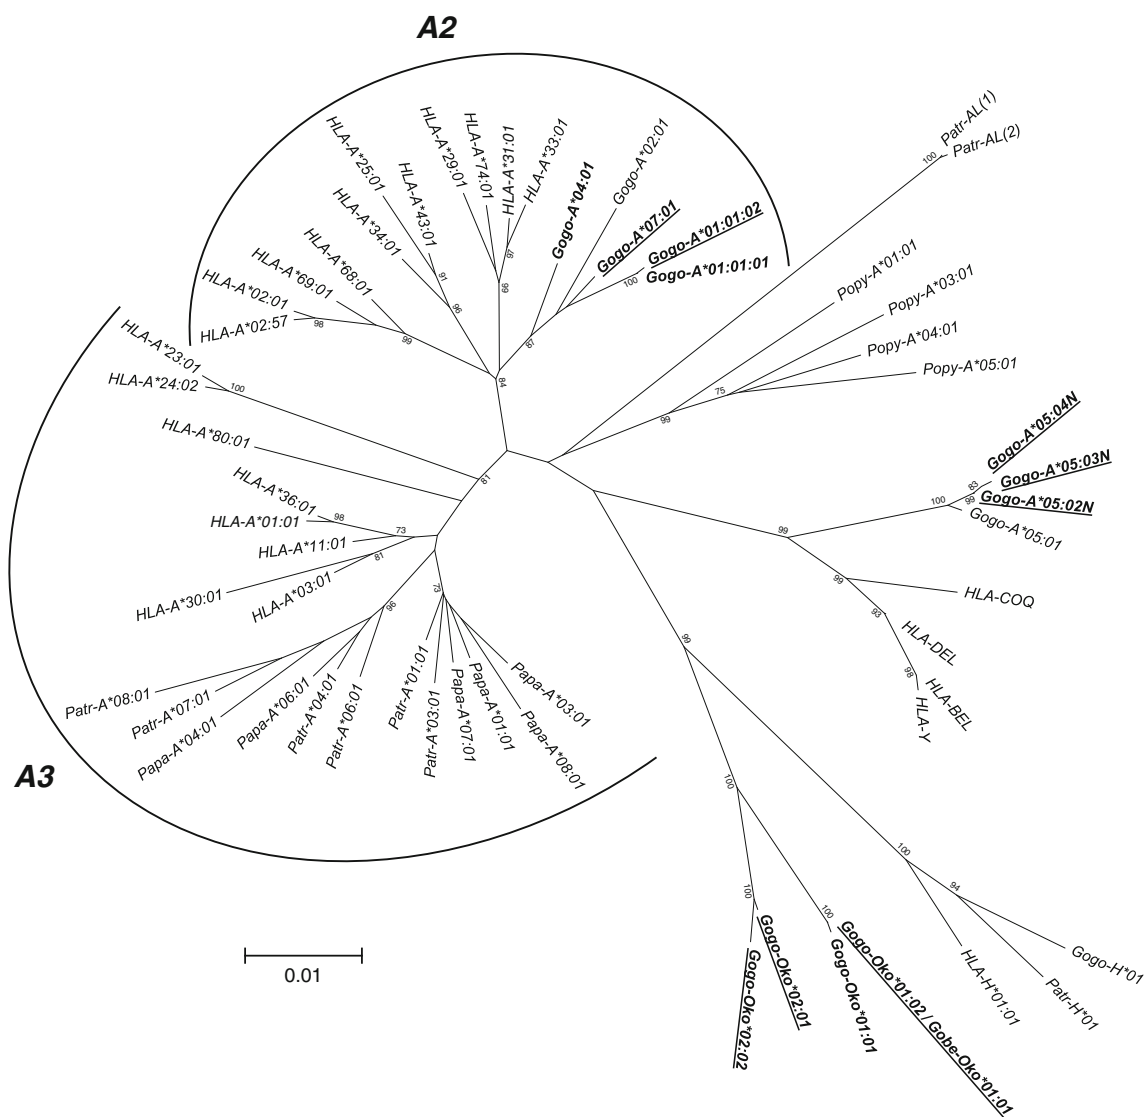 A2
Patr-AL(1)
100
Patr-AL(2)
HLA-A*25:01
HLA-A*29:01
HLA-A*74:01
HLA-A*31:01
HLA-A*33:01
Gogo-A*02:01
HLA-A*43:01
HLA-A*34:01
Gogo-A*04:01
Gogo-A*07:01
Gogo-A*01:01:02
100
Gogo-A*01:01:01
HLA-A*68:01
HLA-A*69:01
HLA-A*02:01
HLA-A*02:57
98
99
91
96
97
66
87
84
Popy-A*01:01
Popy-A*03:01
Popy-A*04:01
Popy-A*05:01
75
99
HLA-A*23:01
HLA-A*24:02
100
HLA-A*80:01
81
HLA-A*36:01
98
HLA-A*01:01
73
HLA-A*11:01
81
HLA-A*30:01
HLA-A*03:01
96
73
Gogo-A*05:04N
83
Gogo-A*05:03N
99
Gogo-A*05:02N
100
Gogo-A*05:01
99
99
HLA-COQ
93
HLA-DEL
98
HLA-BEL
HLA-Y
Patr-A*08:01
Patr-A*07:01
Papa-A*04:01
Papa-A*06:01
Patr-A*04:01
Patr-A*06:01
Patr-A*01:01
Patr-A*03:01
Papa-A*07:01
Papa-A*01:01
Papa-A*03:01
Papa-A*08:01
A3
99
100
100
94
100
100
Gogo-Oko*02:02
Gogo-Oko*02:01
Gogo-Oko*01:01
Gogo-Oko*01:02 / Gobe-Oko*01:01
HLA-H*01:01
Patr-H*01
Gogo-H*01
0.01